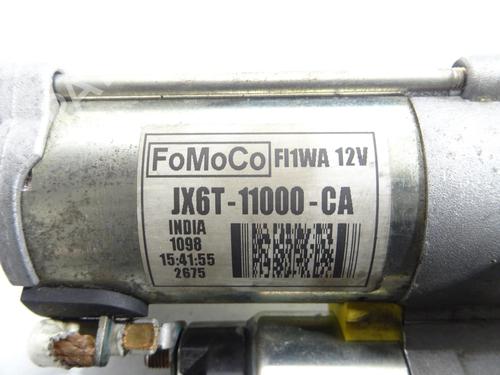 FoMoCo FI1WA 12V
JX6T-11000-CA
INDIA
1098
15:41:55
2675